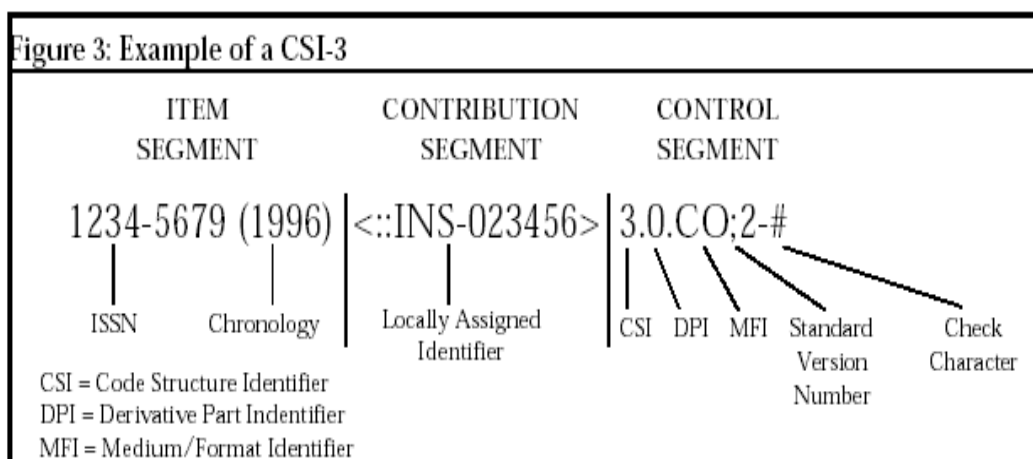 Figure 3: Example of a CSI-3
ITEM SEGMENT
CONTRIBUTION SEGMENT
CONTROL SEGMENT
1234-5679 (1996) <::INS-023456> 3.0.CO;2-#
ISSN
Chronology
Locally Assigned Identifier
CSI
DPI
MFI
Standard Version Number
Check Character
CSI = Code Structure Identifier
DPI = Derivative Part Indentifier
MFI = Medium/Format Identifier